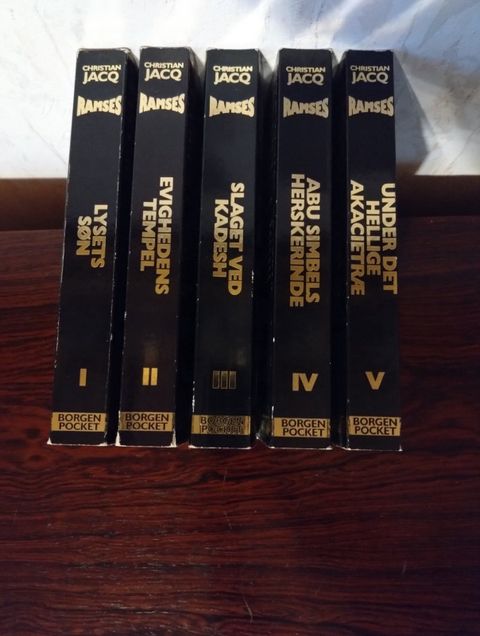 CHRISTIAN
JACQ
RAMSES
LYSETS
SØN
I
BORGEN
POCKET
CHRISTIAN
JACQ
RAMSES
EVIGHEDENS
TEMPEL
II
BORGEN
POCKET
CHRISTIAN
JACQ
RAMSES
SLAGET VED
KADESH
III
BORGEN
POCKET
CHRISTIAN
JACQ
RAMSES
ABU SIMBELS
HERSKERINDE
IV
BORGEN
POCKET
CHRISTIAN
JACQ
RAMSES
UNDER DET
HELLIGE
AKACIETRÆ
V
BORGEN
POCKET